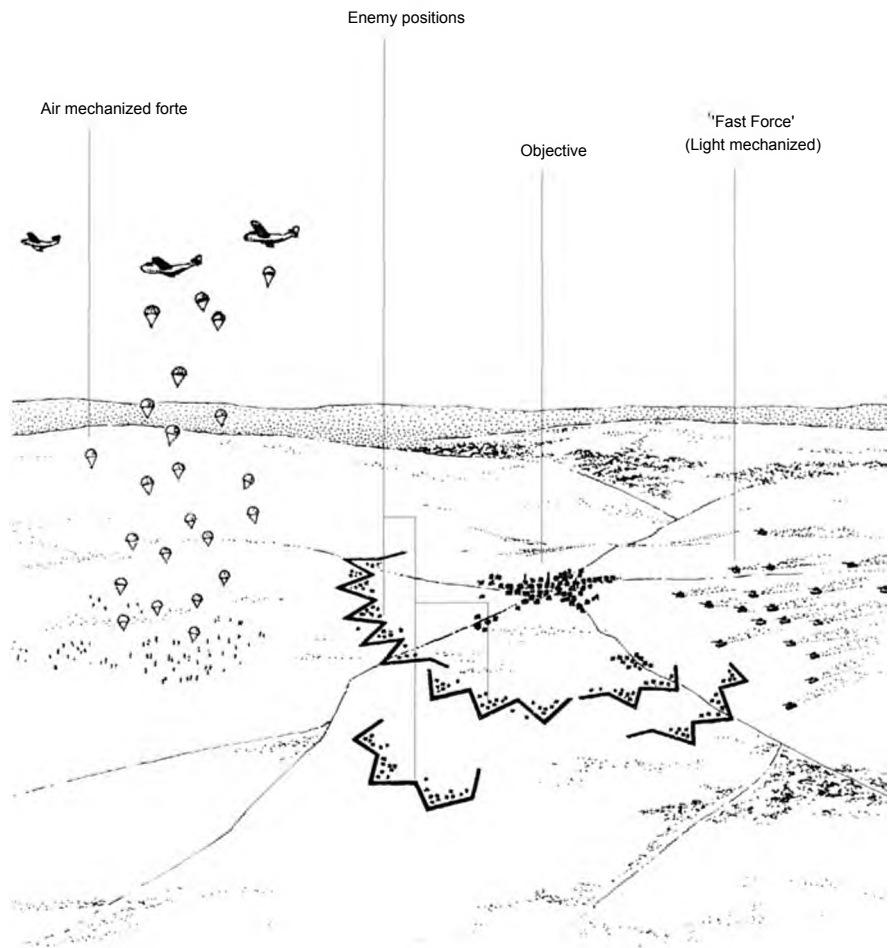 Enemy positions
Air mechanized forte
'Fast Force'
(Light mechanized)
Objective